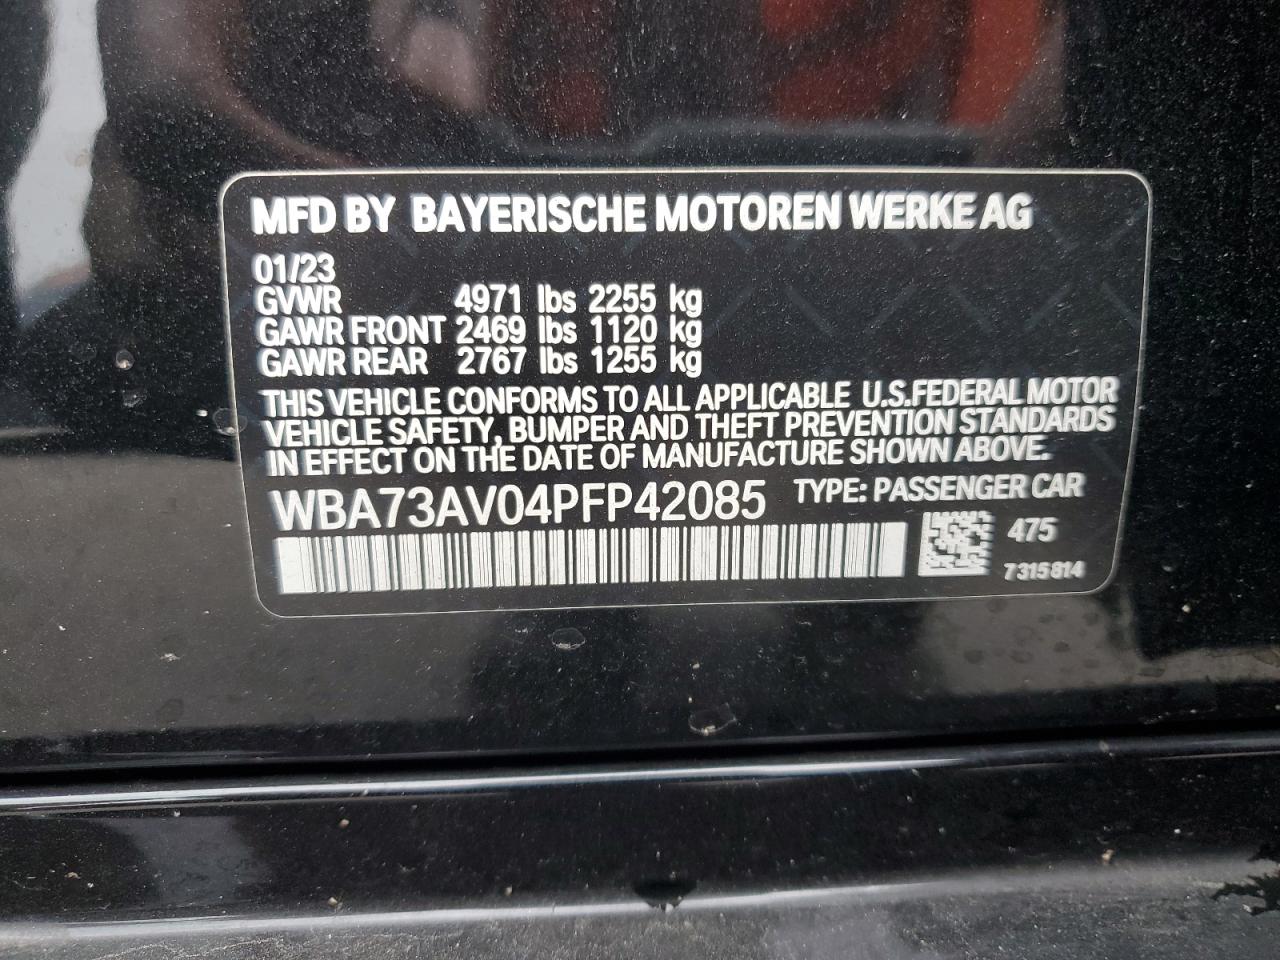 MFD BY BAYERISCHE MOTOREN WERKE AG
01/23
GVWR 4971 lbs 2255 kg
GAWR FRONT 2469 lbs 1120 kg
GAWR REAR 2767 lbs 1255 kg
THIS VEHICLE CONFORMS TO ALL APPLICABLE U.S.FEDERAL MOTOR
VEHICLE SAFETY, BUMPER AND THEFT PREVENTION STANDARDS
IN EFFECT ON THE DATE OF MANUFACTURE SHOWN ABOVE.
WBA73AV04PFP42085 TYPE: PASSENGER CAR
475
7315814